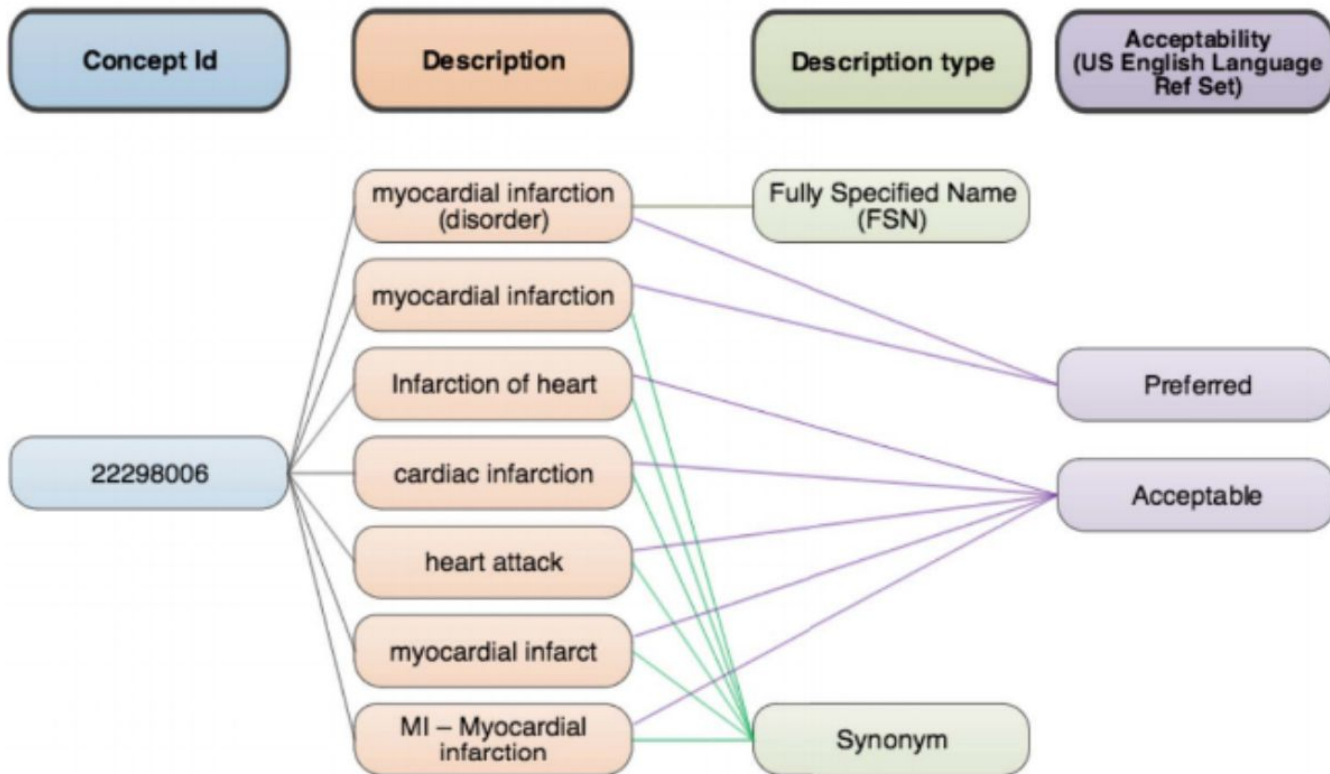 Concept Id
Description
Description type
Acceptability
(US English Language
Ref Set)
myocardial infarction
(disorder)
Fully Specified Name
(FSN)
myocardial infarction
Infarction of heart
Preferred
22298006
cardiac infarction
Acceptable
heart attack
myocardial infarct
MI – Myocardial
infarction
Synonym